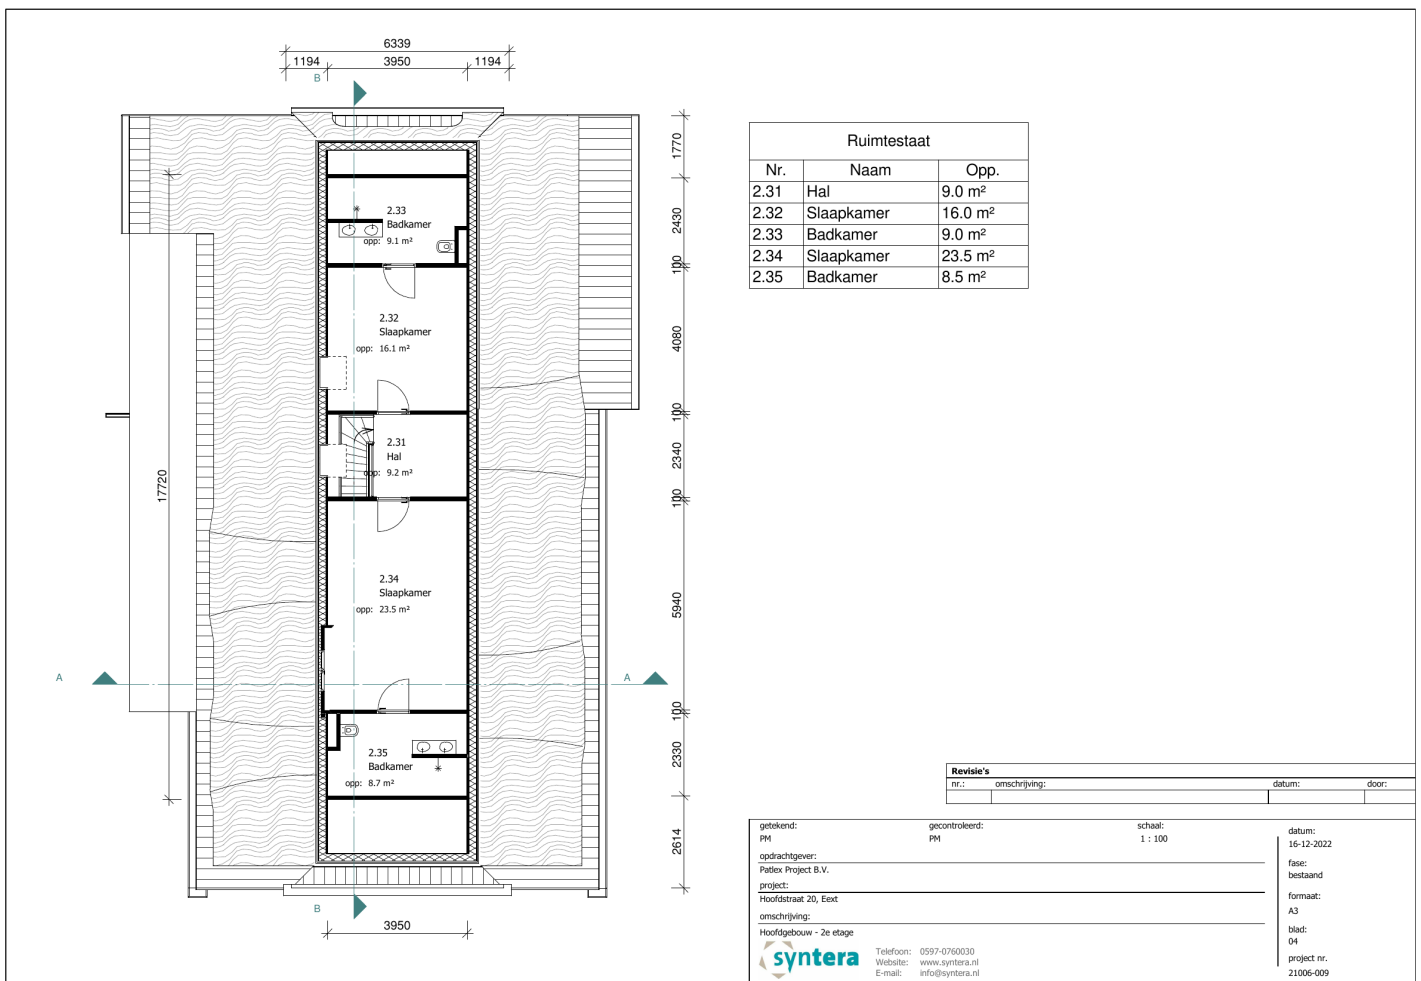 6339
1194 3950 1194
B
1770
2430
100
4080
100
2340
100
5940
100
2330
2614
17720
2.33
Badkamer
opp: 9.1 m²
2.32
Slaapkamer
opp: 16.1 m²
2.31
Hal
opp: 9.2 m²
2.34
Slaapkamer
opp: 23.5 m²
A A
2.35
Badkamer
opp: 8.7 m²
B
3950
Ruimtestaat
Nr. Naam Opp.
2.31 Hal 9.0 m²
2.32 Slaapkamer 16.0 m²
2.33 Badkamer 9.0 m²
2.34 Slaapkamer 23.5 m²
2.35 Badkamer 8.5 m²
Revisie's
nr.: omschrijving: datum: door:
getekend: gecontroleerd: schaal:
PM PM 1 : 100
opdrachtgever:
Patlex Project B.V.
project:
Hoofdstraat 20, Eext
omschrijving:
Hoofdgebouw - 2e etage
datum:
16-12-2022
fase:
bestaand
formaat:
A3
blad:
04
project nr.
21006-009
syntera
Telefoon: 0597-0760030
Website: www.syntera.nl
E-mail: info@syntera.nl